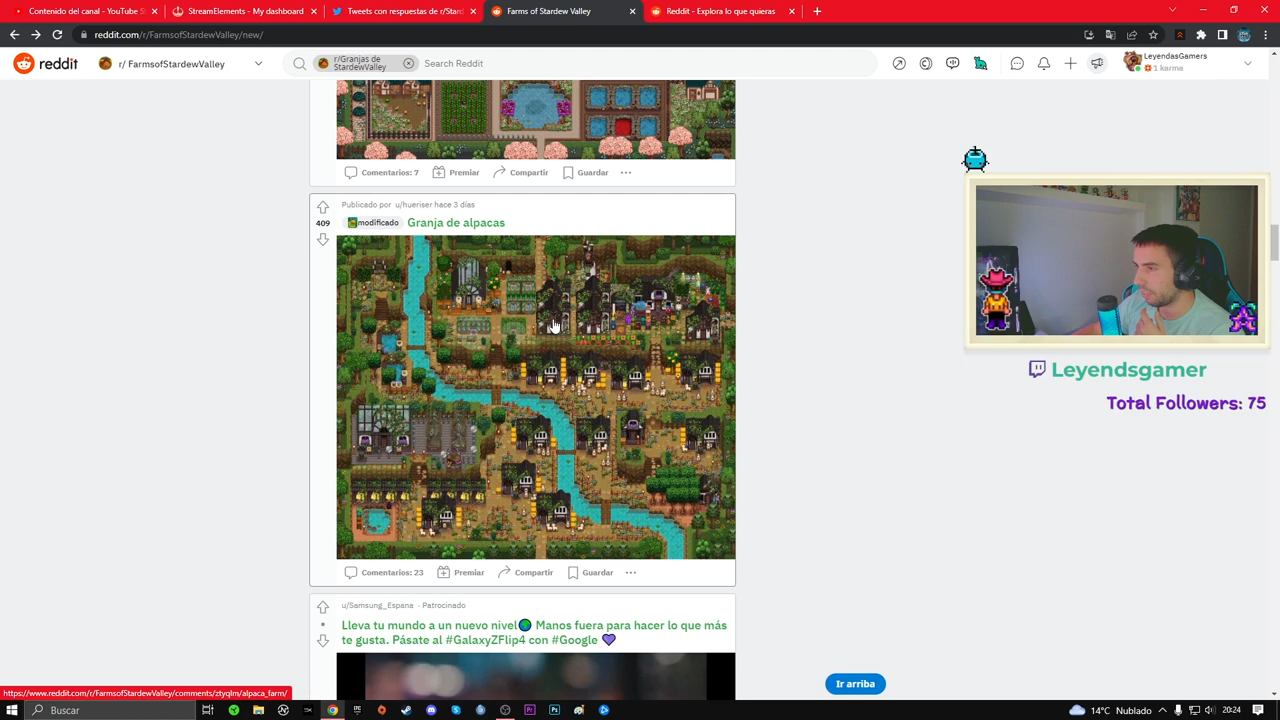 Contenido del canal - YouTube S
StreamElements - My dashboard
Tweets con respuestas de r/Stard
Farms of Stardew Valley
Reddit - Explora lo que quieras
reddit.com/r/FarmsofStardewValley/new/
reddit
r/ FarmsofStardewValley
r/Granjas de
StardewValley
Search Reddit
LeyendasGamers
1 karma
Comentarios: 7
Premiar
Compartir
Guardar
Publicado por u/hueriser hace 3 días
409
modificado
Granja de alpacas
Leyendsgamer
Total Followers: 75
Comentarios: 23
Premiar
Compartir
Guardar
u/Samsung_Espana · Patrocinado
Lleva tu mundo a un nuevo nivel🌍 Manos fuera para hacer lo que más
te gusta. Pásate al #GalaxyZFlip4 con #Google 💜
Ir arriba
https://www.reddit.com/r/FarmsofStardewValley/comments/ztyqlm/alpaca_farm/
Buscar
14°C Nublado
20:24